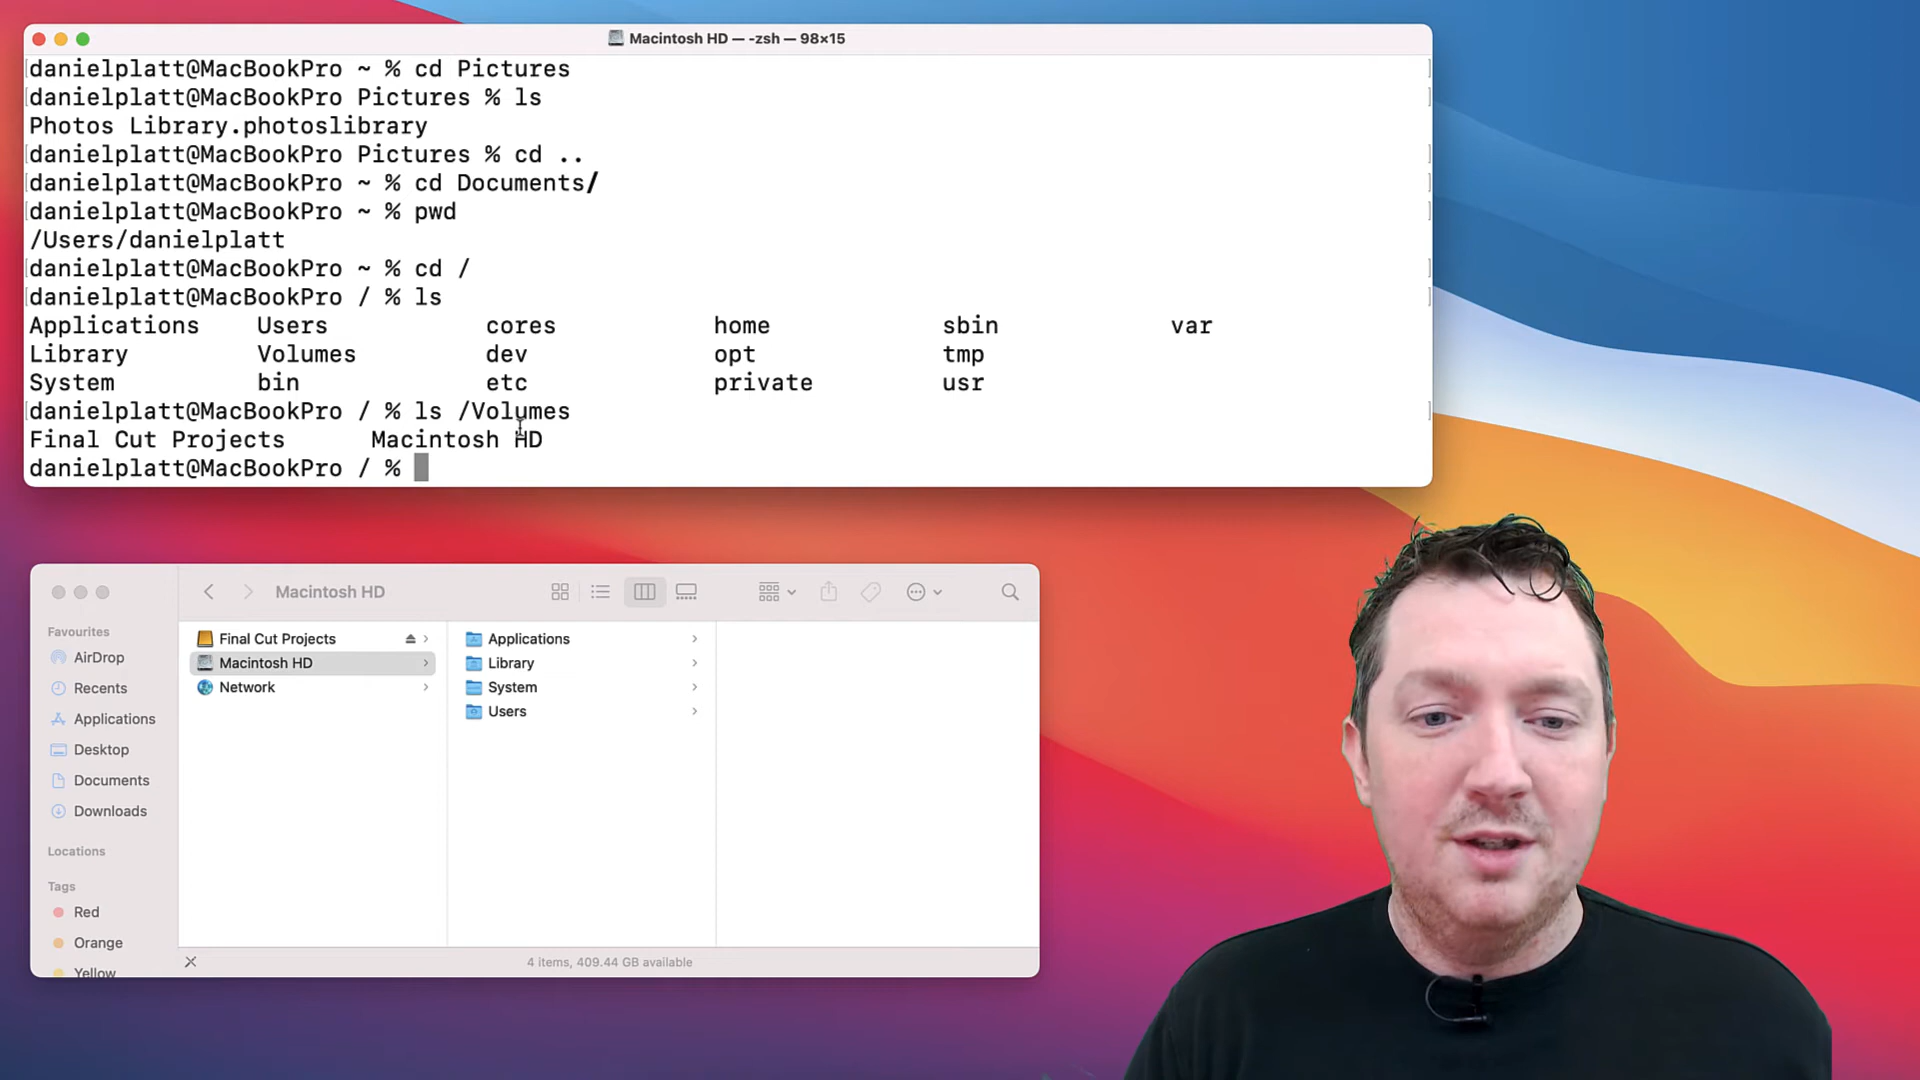 Macintosh HD — -zsh — 98×15
danielplatt@MacBookPro ~ % cd Pictures
danielplatt@MacBookPro Pictures % ls
Photos Library.photoslibrary
danielplatt@MacBookPro Pictures % cd ..
danielplatt@MacBookPro ~ % cd Documents/
danielplatt@MacBookPro ~ % pwd
/Users/danielplatt
danielplatt@MacBookPro ~ % cd /
danielplatt@MacBookPro / % ls
Applications Users cores home sbin var
Library Volumes dev opt tmp
System bin etc private usr
danielplatt@MacBookPro / % ls /Volumes
Final Cut Projects Macintosh HD
danielplatt@MacBookPro / %
Macintosh HD
Favourites
AirDrop
Recents
Applications
Desktop
Documents
Downloads
Locations
Tags
Red
Orange
Yellow
Final Cut Projects
Macintosh HD
Network
Applications
Library
System
Users
4 items, 409.44 GB available